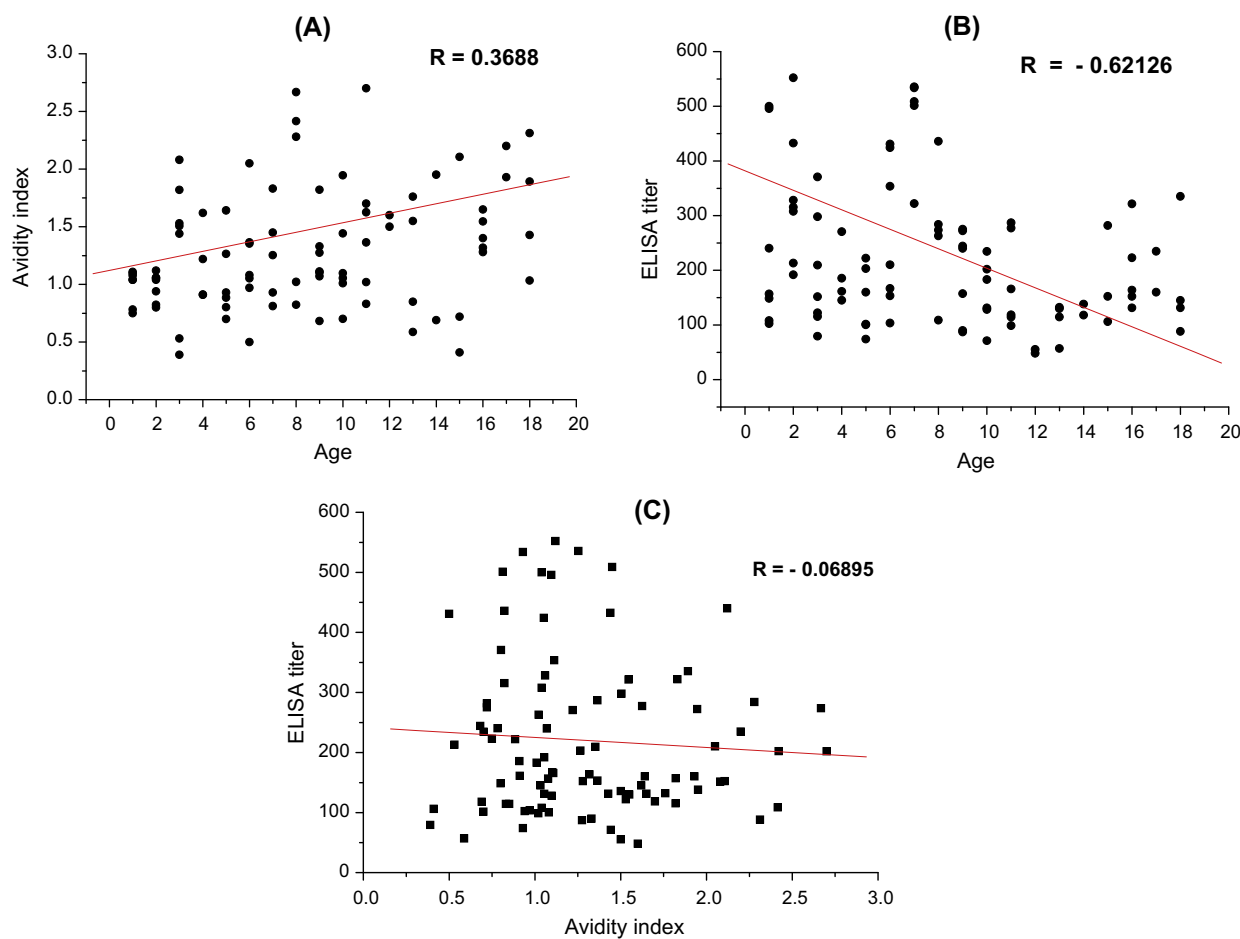 (A)
R = 0.3688
3.0
2.5
2.0
1.5
1.0
0.5
0.0
Avidity index
0 2 4 6 8 10 12 14 16 18 20
Age
(B)
R = - 0.62126
600
500
400
300
200
100
0
ELISA titer
0 2 4 6 8 10 12 14 16 18 20
Age
(C)
R = - 0.06895
600
500
400
300
200
100
0
ELISA titer
0.0 0.5 1.0 1.5 2.0 2.5 3.0
Avidity index